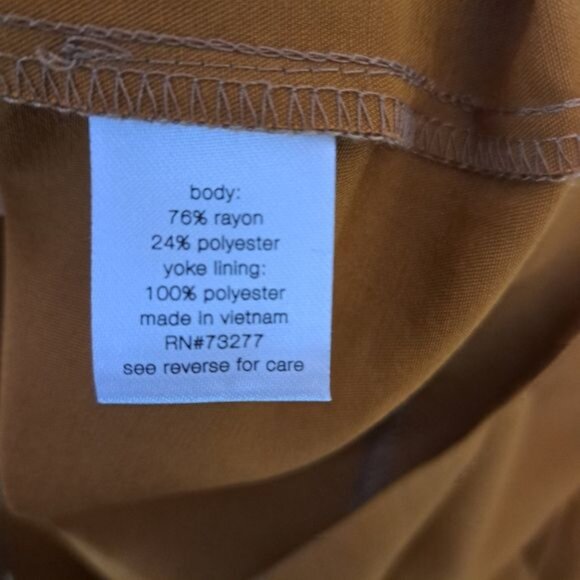 body:
76% rayon
24% polyester
yoke lining:
100% polyester
made in vietnam
RN#73277
see reverse for care